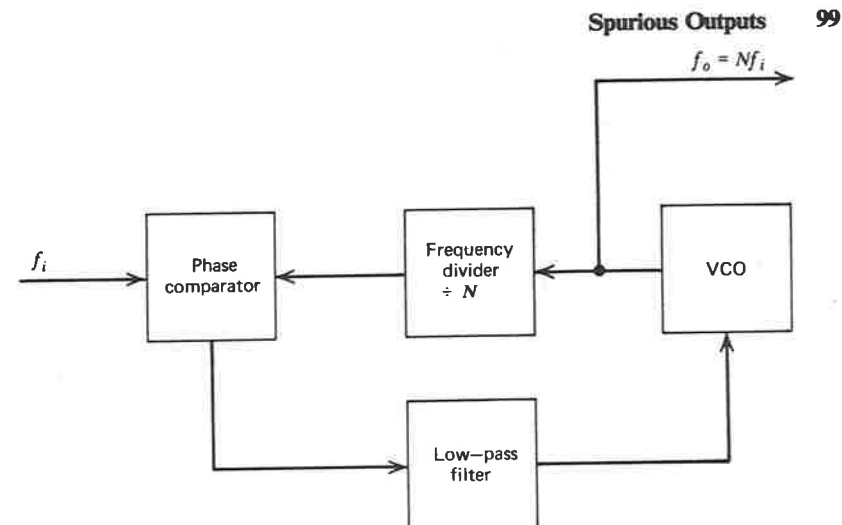 Spurious Outputs 99
f_o = Nf_i
f_i
Phase
comparator
Frequency
divider
÷ N
VCO
Low–pass
filter